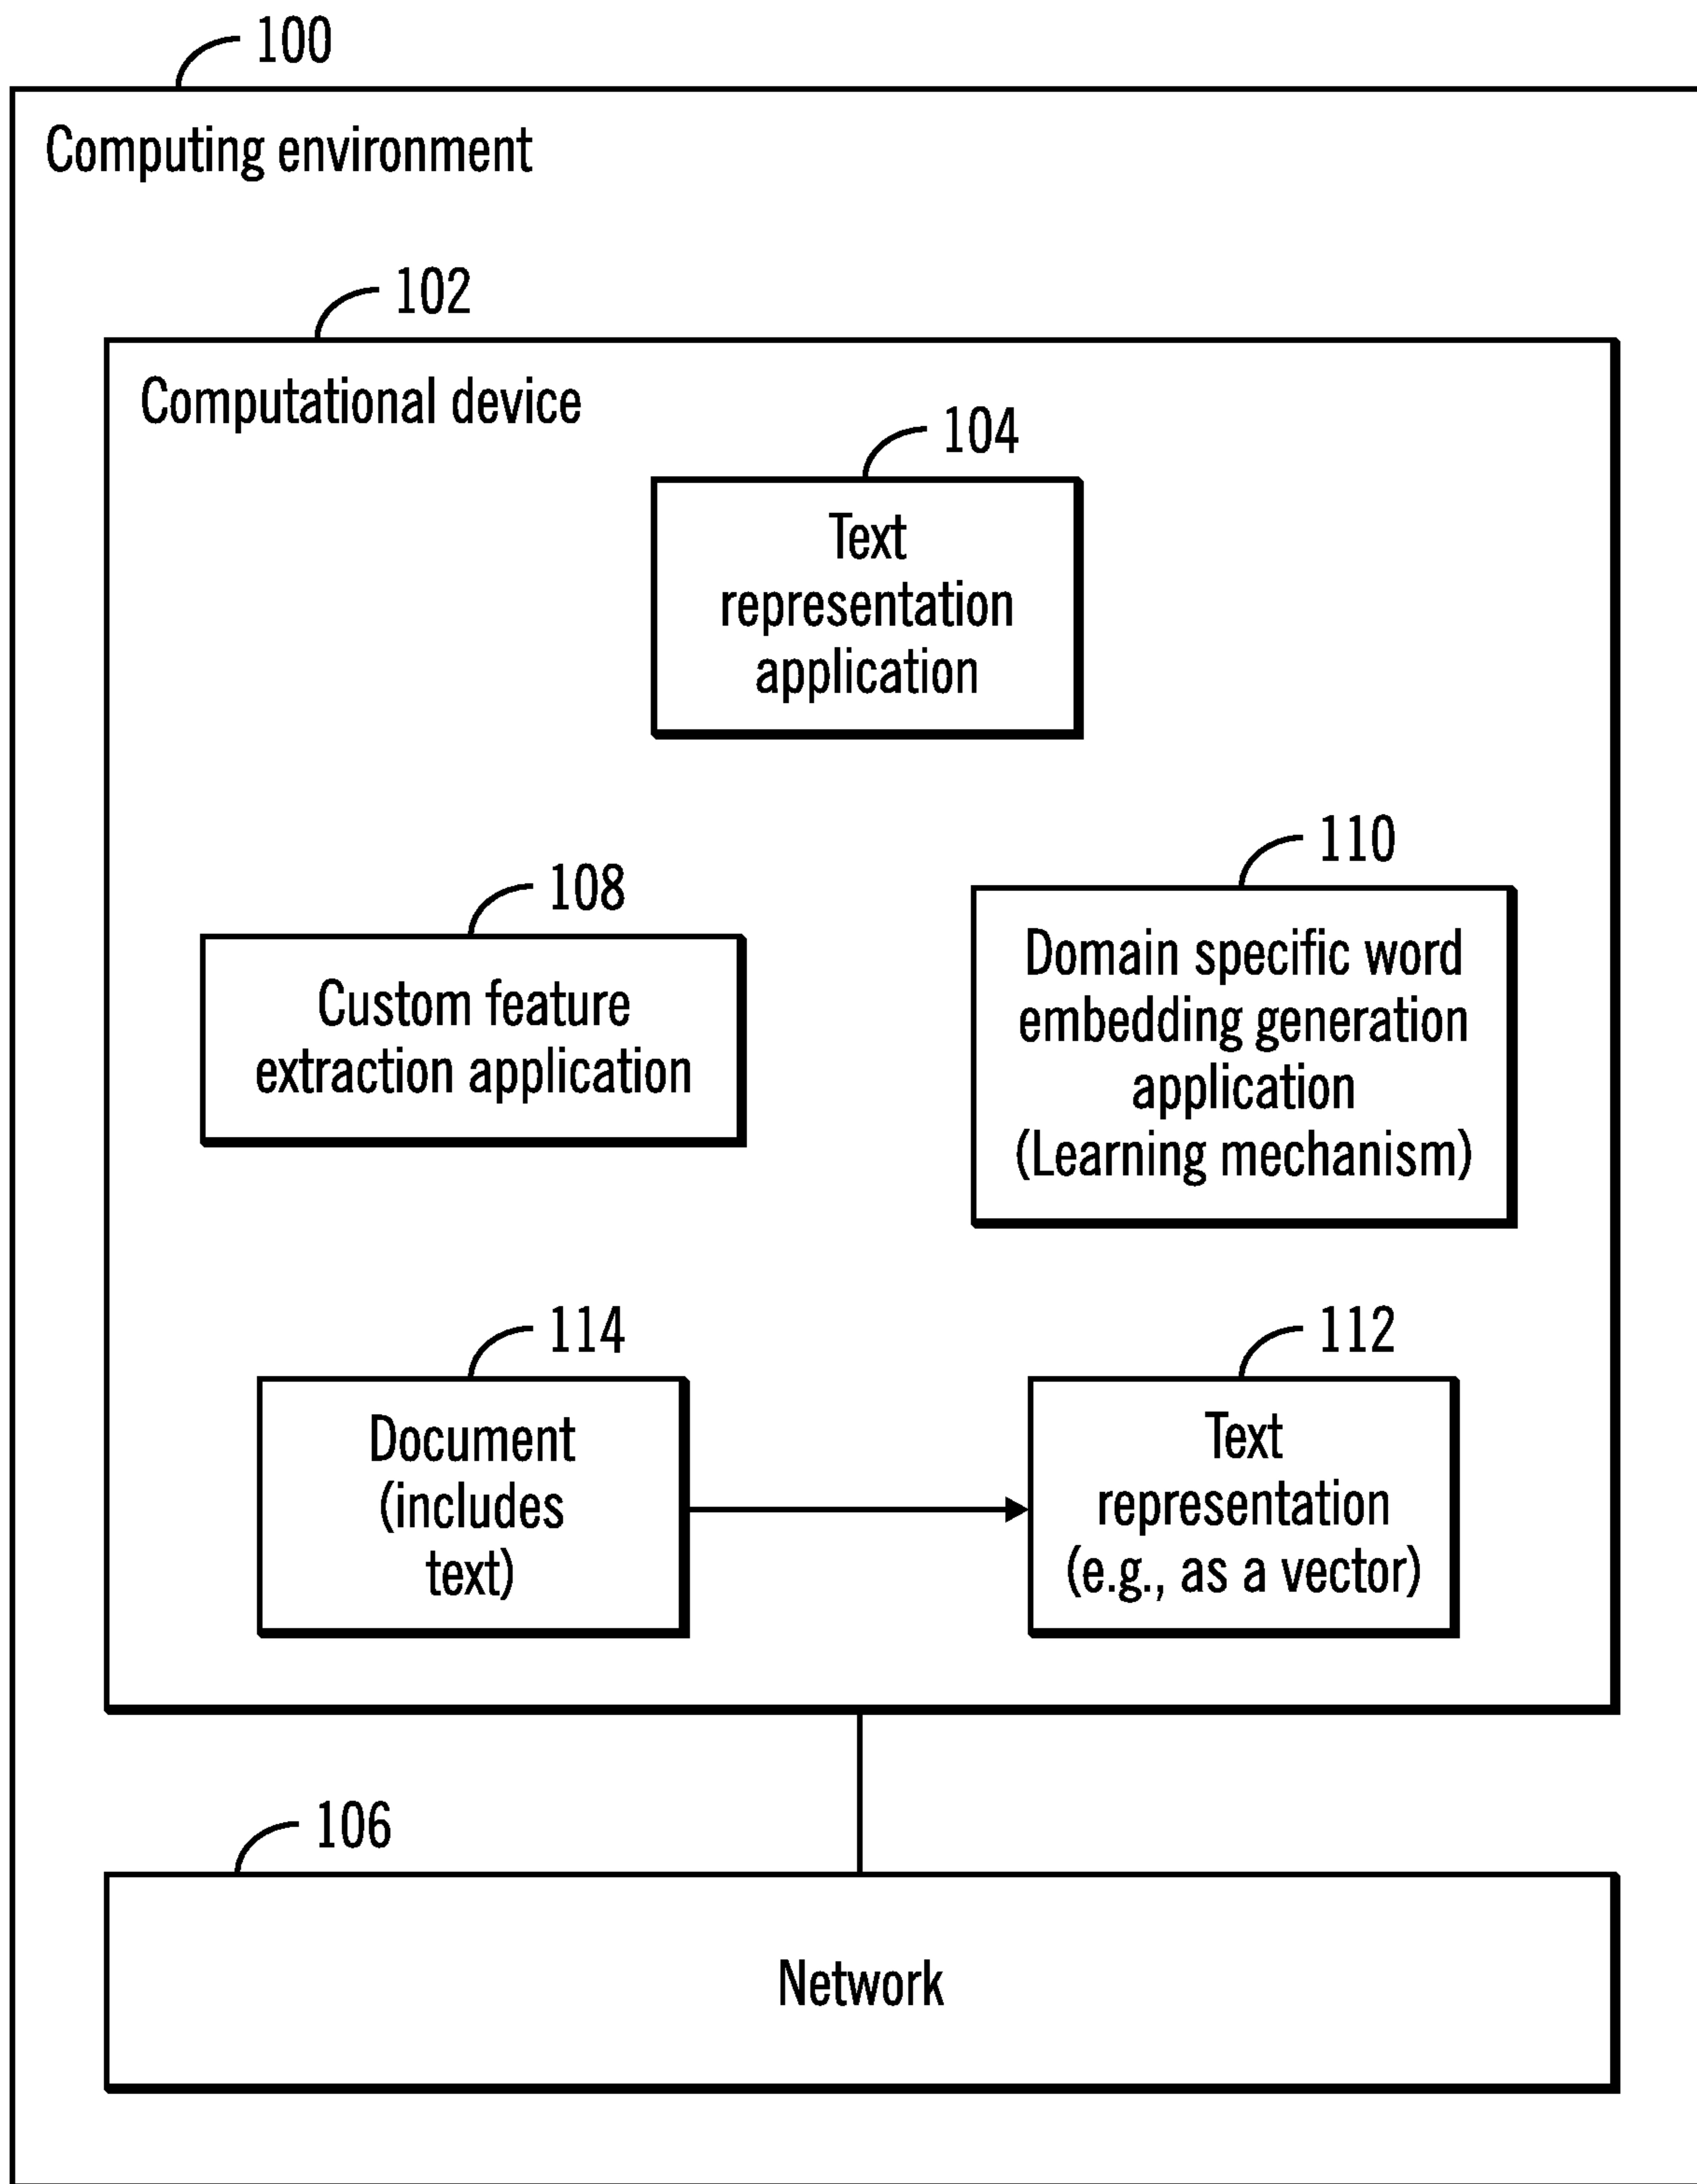 100
Computing environment
102
Computational device
104
Text
representation
application
108
Custom feature
extraction application
110
Domain specific word
embedding generation
application
(Learning mechanism)
114
Document
(includes
text)
112
Text
representation
(e.g., as a vector)
106
Network